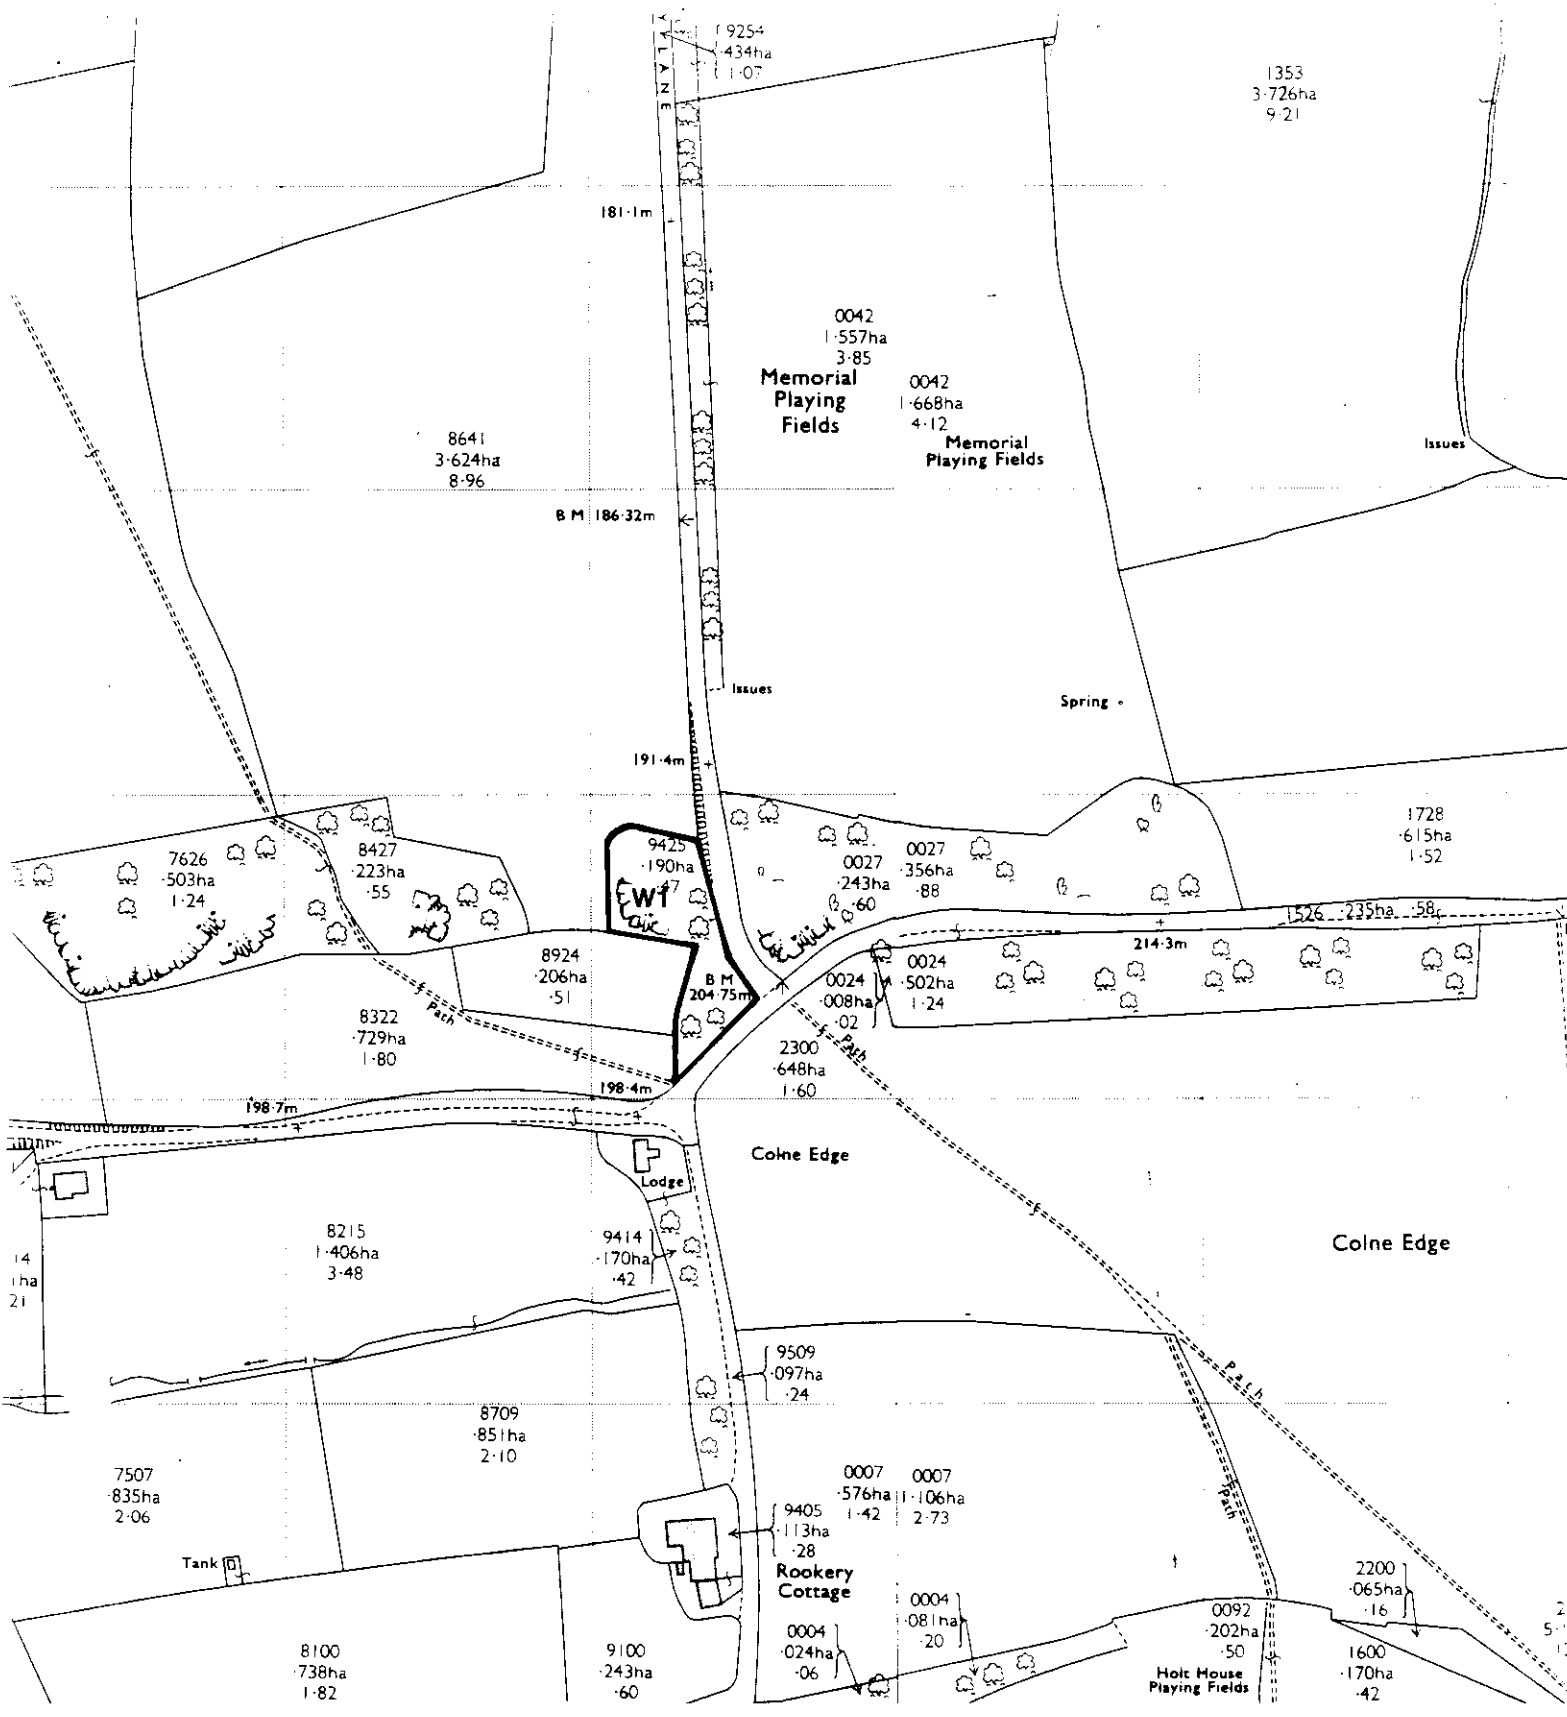 Y LANE
9254
·434ha
1·07
1353
3·726ha
9·21
181·1m
0042
1·557ha
3·85
Memorial
Playing
Fields
0042
1·668ha
4·12
Memorial
Playing Fields
8641
3·624ha
8·96
Issues
B M 186·32m
Issues
Spring
191·4m
1728
·615ha
1·52
7626
·503ha
1·24
8427
·223ha
·55
9425
·190ha
·47
W1
0027
·243ha
·60
0027
·356ha
·88
1526 ·235ha ·58
214·3m
8924
·206ha
·51
B M
204·75m
0024
·008ha
·02
0024
·502ha
1·24
Path
8322
·729ha
1·80
Path
2300
·648ha
1·60
198·7m
198·4m
Colne Edge
Lodge
8215
1·406ha
3·48
9414
·170ha
·42
Colne Edge
14
21
9509
·097ha
·24
Path
8709
·851ha
2·10
7507
·835ha
2·06
0007
·576ha
1·42
0007
1·106ha
2·73
Path
9405
·113ha
·28
Rookery
Cottage
Tank
2200
·065ha
·16
0004
·024ha
·06
0004
·081ha
·20
0092
·202ha
·50
Holt House
Playing Fields
8100
·738ha
1·82
9100
·243ha
·60
1600
·170ha
·42